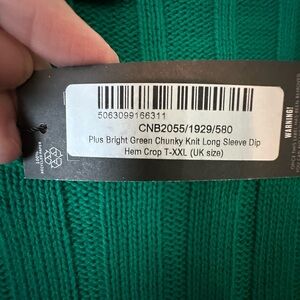 5063099166311
CNB2055/1929/580
Plus Bright Green Chunky Knit Long Sleeve Dip
Hem Crop T-XXL (UK size)
WARNING!